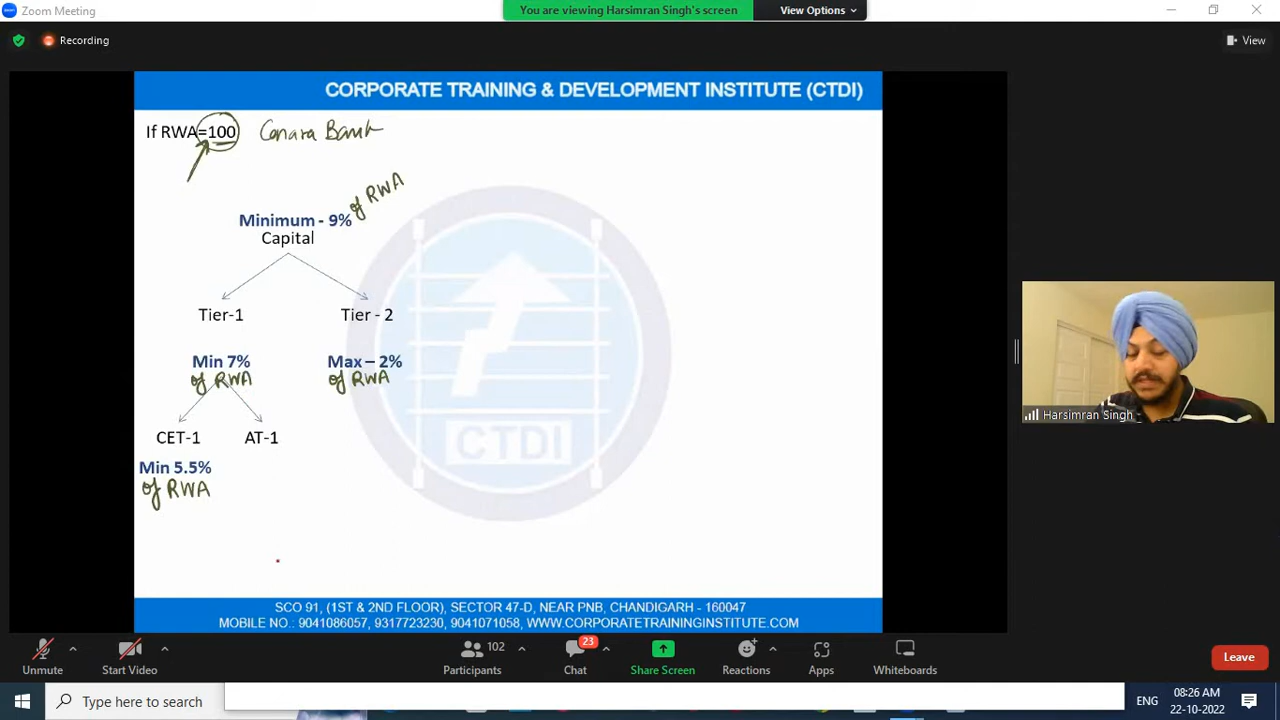 Zoom Meeting
You are viewing Harsimran Singh's screen
View Options
Recording
View
CORPORATE TRAINING & DEVELOPMENT INSTITUTE (CTDI)
If RWA=100 Canara Bank
Minimum - 9% of RWA
Capital
Tier-1 Tier - 2
Min 7% Max – 2%
of RWA of RWA
CET-1 AT-1
Min 5.5%
of RWA
CTDI
Harsimran Singh
SCO 91, (1ST & 2ND FLOOR), SECTOR 47-D, NEAR PNB, CHANDIGARH - 160047
MOBILE NO.: 9041086057, 9317723230, 9041071058, WWW.CORPORATETRAININGINSTITUTE.COM
Unmute
Start Video
102
Participants
23
Chat
Share Screen
Reactions
Apps
Whiteboards
Leave
Type here to search
ENG
08:26 AM
22-10-2022